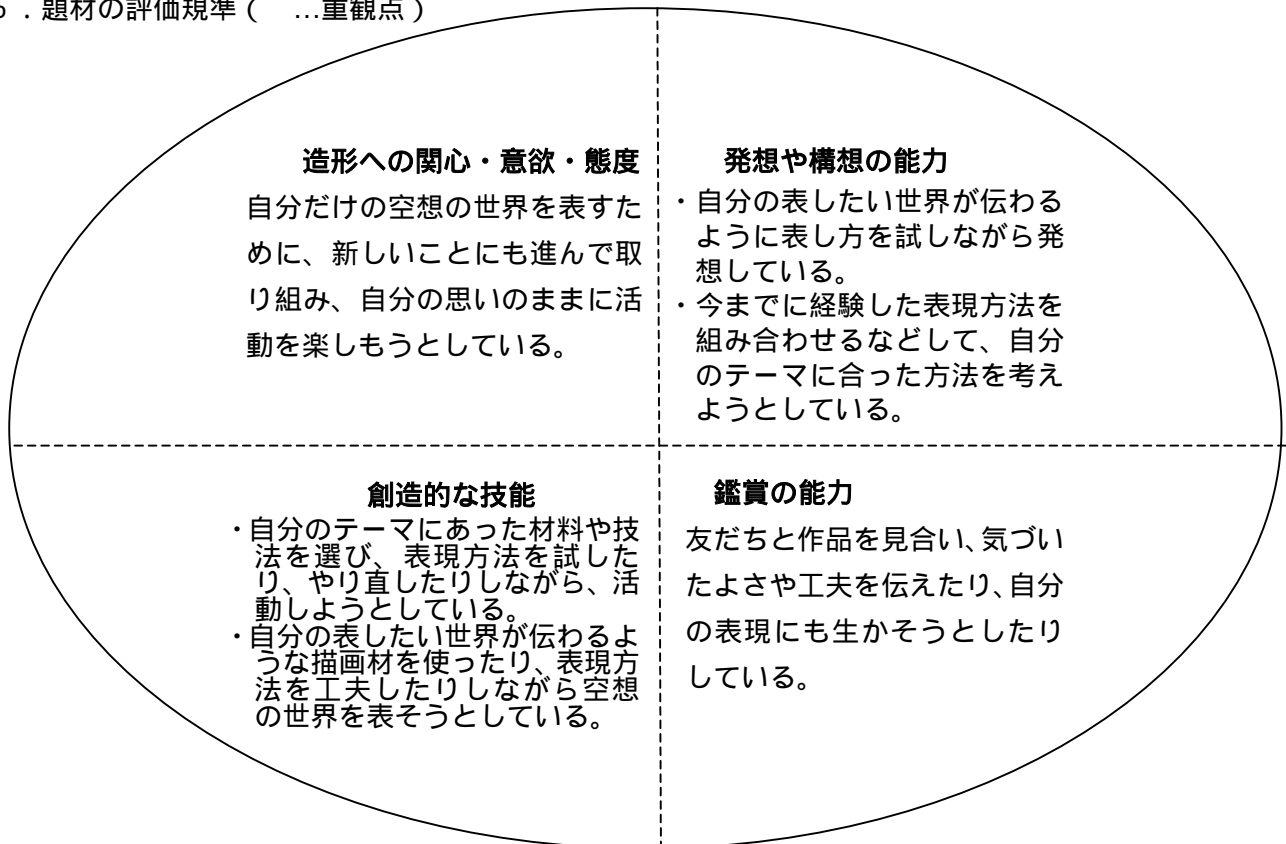 ．題材の評価規準（　…重観点）
造形への関心・意欲・態度
自分だけの空想の世界を表すた
めに、新しいことにも進んで取
り組み、自分の思いのままに活
動を楽しもうとしている。
発想や構想の能力
・自分の表したい世界が伝わる
ように表し方を試しながら発
想している。
・今までに経験した表現方法を
組み合わせるなどして、自分
のテーマに合った方法を考え
ようとしている。
創造的な技能
・自分のテーマにあった材料や技
法を選び、表現方法を試した
り、やり直したりしながら、活
動しようとしている。
・自分の表したい世界が伝わるよ
うな描画材を使ったり、表現方
法を工夫したりしながら空想
の世界を表そうとしている。
鑑賞の能力
友だちと作品を見合い、気づい
たよさや工夫を伝えたり、自分
の表現にも生かそうとしたり
している。